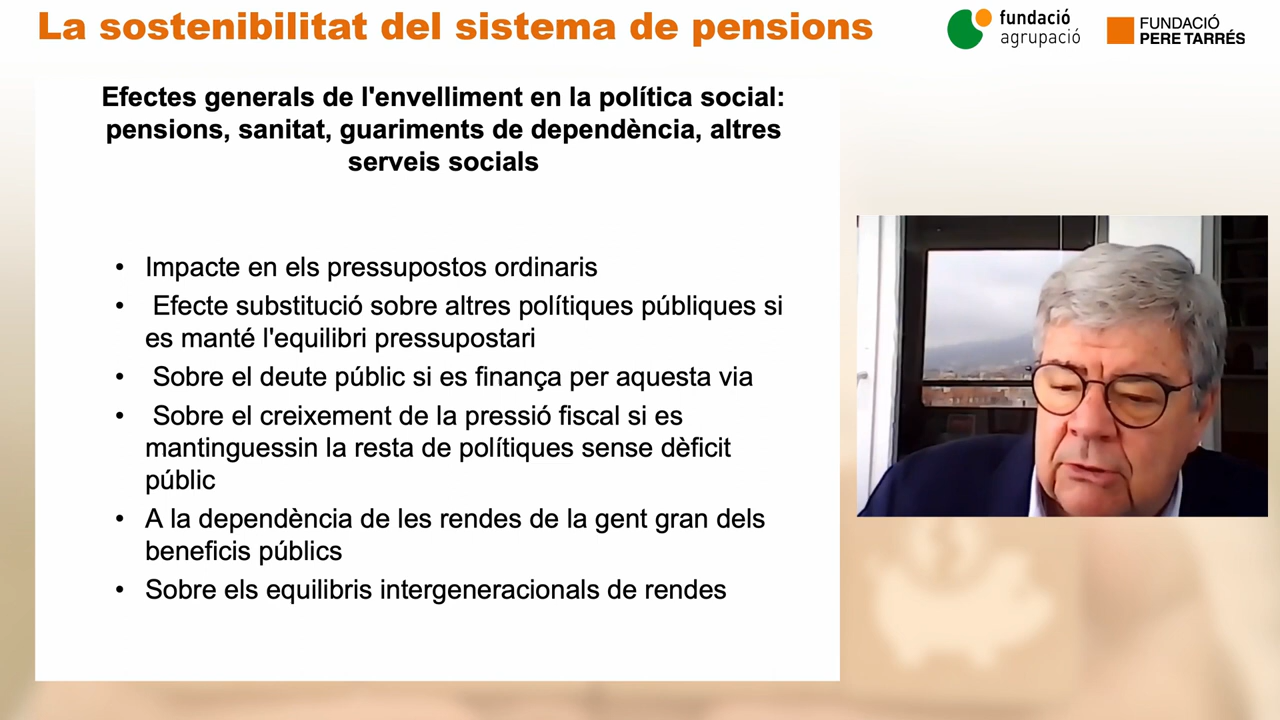 La sostenibilitat del sistema de pensions
fundació
agrupació
FUNDACIÓ
PERE TARRÉS
Efectes generals de l'envelliment en la política social:
pensions, sanitat, guariments de dependència, altres
serveis socials
• Impacte en els pressupostos ordinaris
• Efecte substitució sobre altres polítiques públiques si
es manté l'equilibri pressupostari
• Sobre el deute públic si es finança per aquesta via
• Sobre el creixement de la pressió fiscal si es
mantinguessin la resta de polítiques sense dèficit
públic
• A la dependència de les rendes de la gent gran dels
beneficis públics
• Sobre els equilibris intergeneracionals de rendes